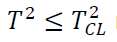 T² ≤ T²_CL